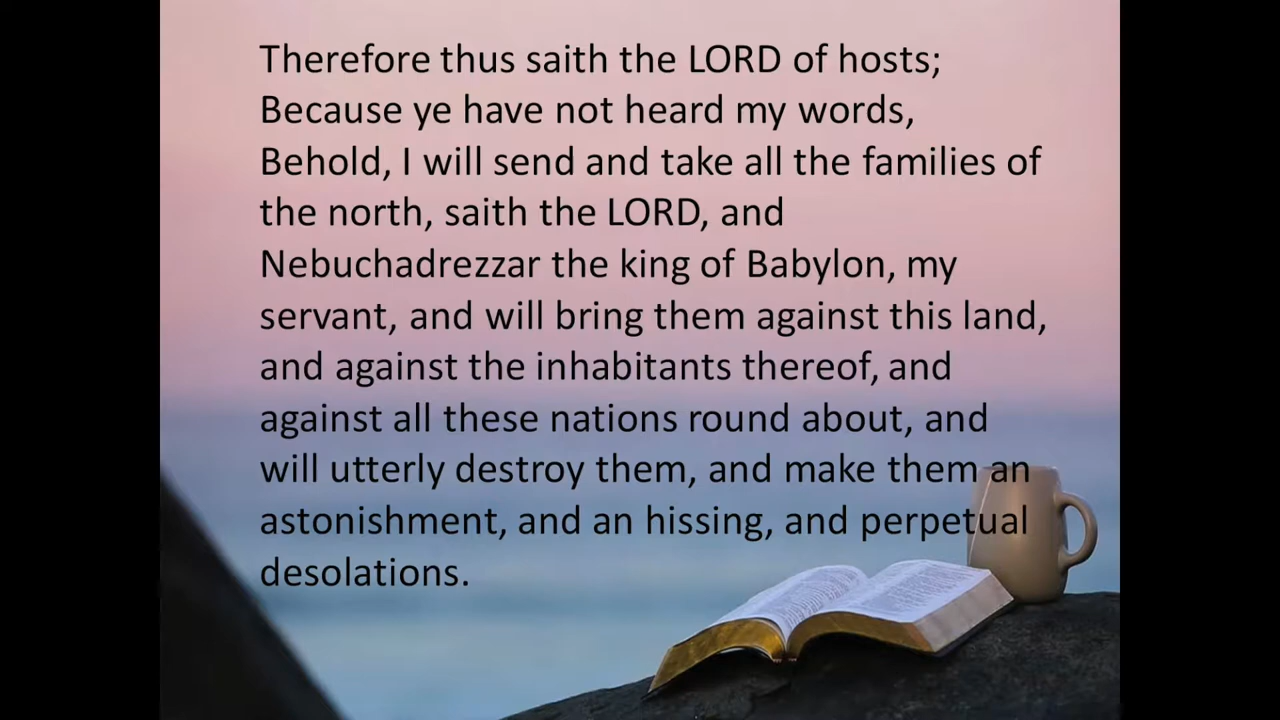 Therefore thus saith the LORD of hosts;
Because ye have not heard my words,
Behold, I will send and take all the families of
the north, saith the LORD, and
Nebuchadrezzar the king of Babylon, my
servant, and will bring them against this land,
and against the inhabitants thereof, and
against all these nations round about, and
will utterly destroy them, and make them an
astonishment, and an hissing, and perpetual
desolations.